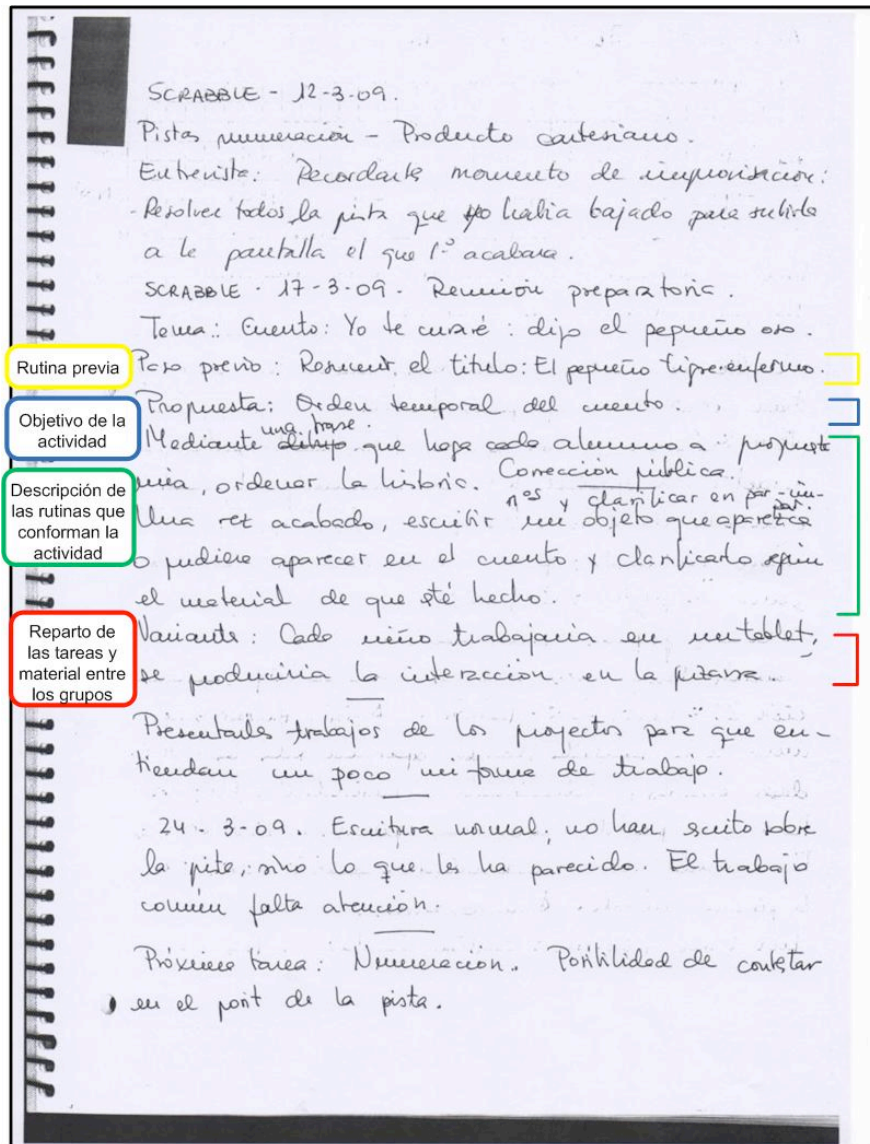 SCRABBLE - 12-3-09.
Pistas numeración - Producto cartesiano.
Entrevista: Recordarles momento de improvisación:
- Resolver todos la pista que yo había bajado para subirla
a la pantalla el que 1º acabara.
SCRABBLE - 17-3-09. Reunión preparatoria.
Tema: Cuento: Yo te curaré: dijo el pequeño oso.
Rutina previa
Paso previo: el título: El pequeño tigre enfermo.
Objetivo de la
actividad
Propuesta: Orden temporal del cuento.
una frase
Mediante dibujo que haga cada alumno a propuesta
mía, ordenar la historia. Corrección pública
nos y clarificar en par-im-
par.
Descripción de
las rutinas que
conforman la
actividad
Una vez acabado, escribir un objeto que aparezca
o pudiera aparecer en el cuento y clasificarlo según
el material de que esté hecho.
Reparto de
las tareas y
material entre
los grupos
Variante: Cada niño trabajaría en un tablet,
se produciría la interacción en la pizarra.
Presentarles trabajos de los proyectos para que en-
tiendan un poco mi forma de trabajo.
24-3-09. Escritura normal; no han escrito sobre
la pista, sino lo que les ha parecido. El trabajo
común falta atención.
Próxima tarea: Numeración. Posibilidad de contestar
en el post de la pista.